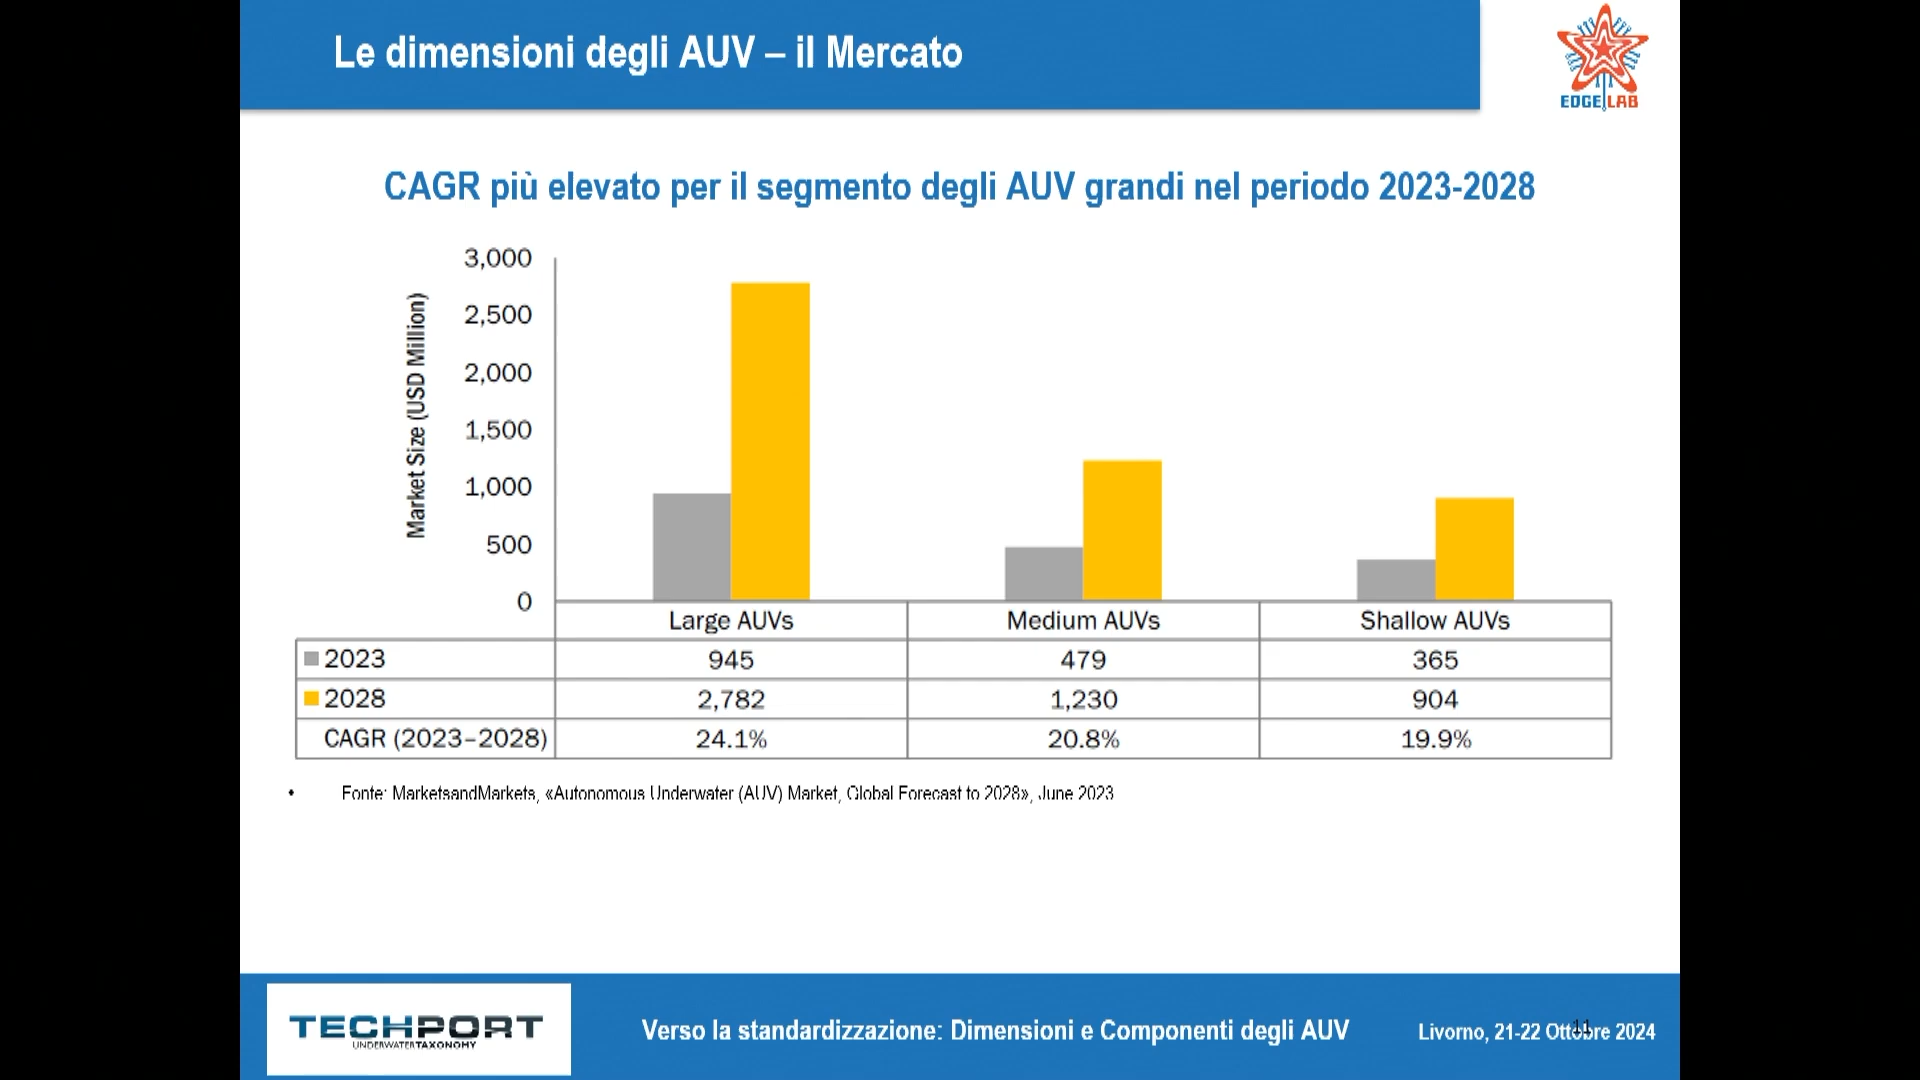 Le dimensioni degli AUV – il Mercato
EDGE LAB
CAGR più elevato per il segmento degli AUV grandi nel periodo 2023-2028
Market Size (USD Million)
3,000
2,500
2,000
1,500
1,000
500
0
Large AUVs Medium AUVs Shallow AUVs
2023 945 479 365
2028 2,782 1,230 904
CAGR (2023–2028) 24.1% 20.8% 19.9%
• Fonte: MarketsandMarkets, «Autonomous Underwater (AUV) Market, Global Forecast to 2028», June 2023
TECHPORT
UNDERWATERTAXONOMY
Verso la standardizzazione: Dimensioni e Componenti degli AUV
Livorno, 21-22 Ottobre 2024
11